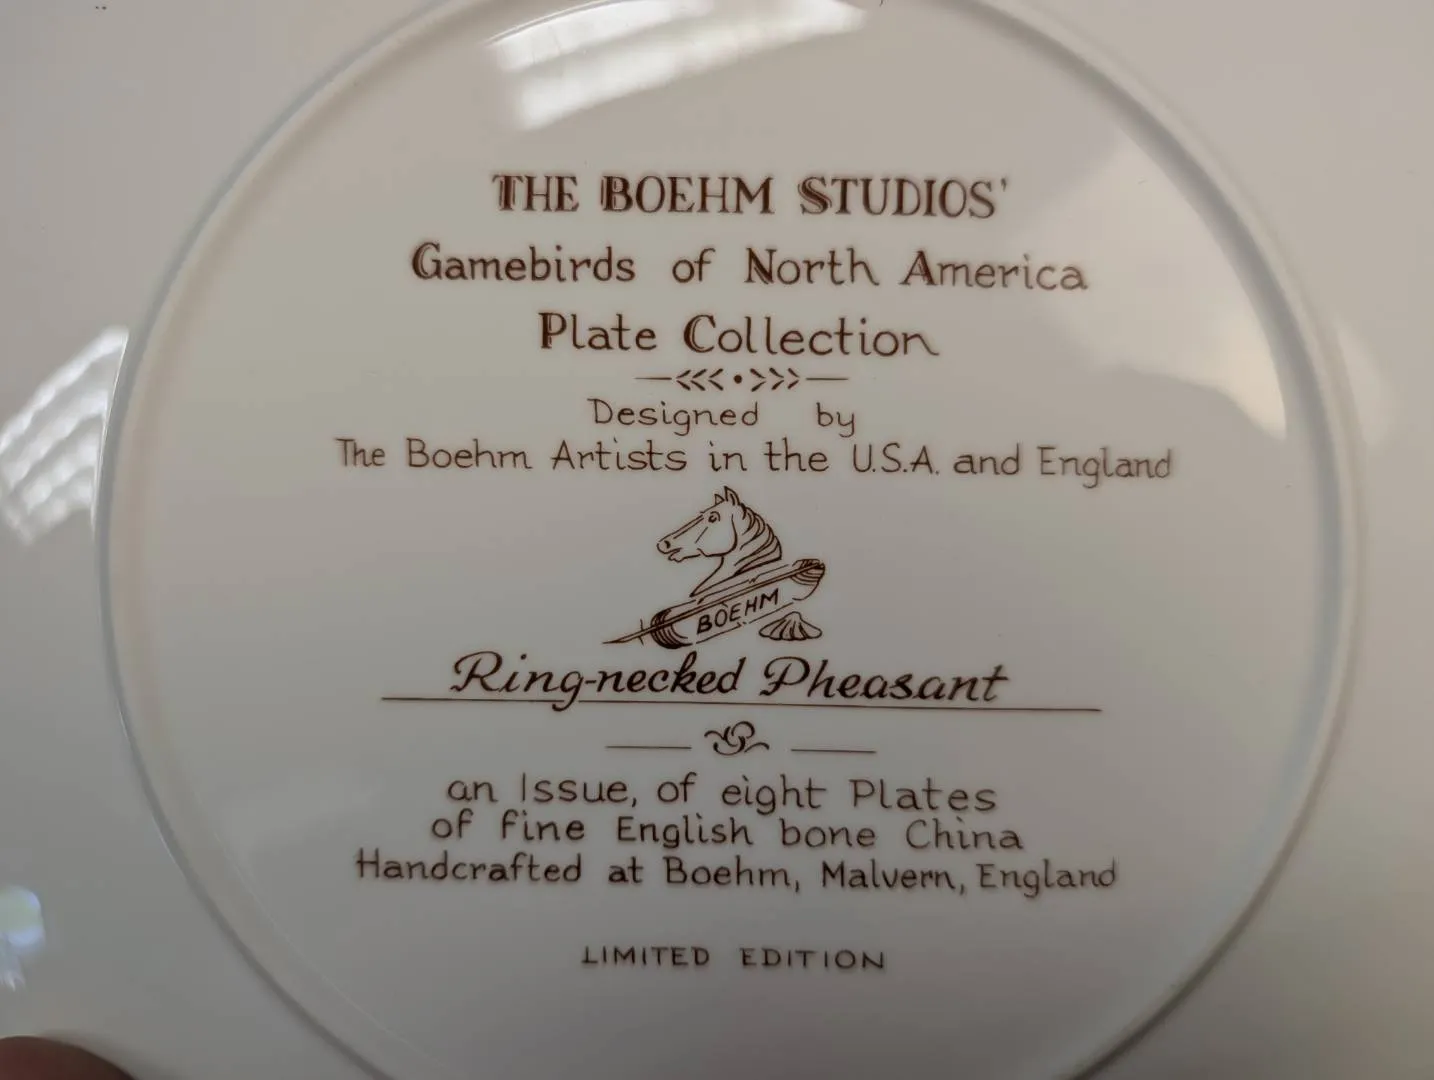 THE BOEHM STUDIOS'
Gamebirds of North America
Plate Collection
Designed by
The Boehm Artists in the U.S.A. and England
BOEHM
Ring-necked Pheasant
an Issue, of eight Plates
of fine English bone China
Handcrafted at Boehm, Malvern, England
LIMITED EDITION